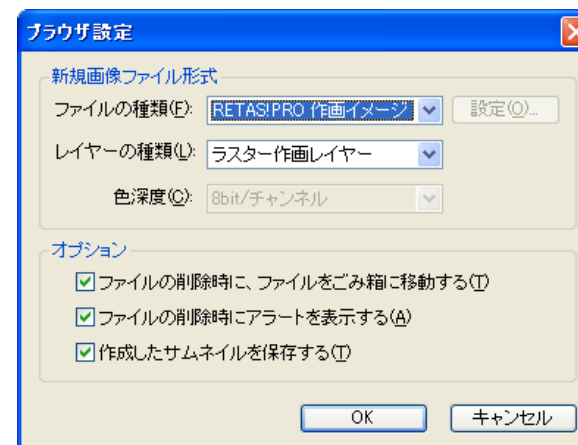 ブラウザ設定
新規画像ファイル形式
ファイルの種類(F): RETAS!PRO 作画イメージ 設定(O)...
レイヤーの種類(L): ラスター作画レイヤー
色深度(C): 8bit/チャンネル
オプション
ファイルの削除時に、ファイルをごみ箱に移動する(T)
ファイルの削除時にアラートを表示する(A)
作成したサムネイルを保存する(T)
OK キャンセル